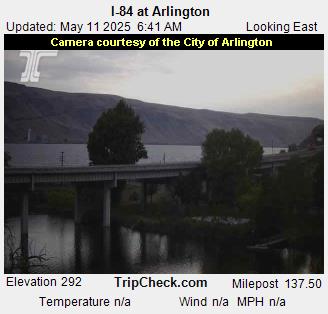 I-84 at Arlington
Updated: May 11 2025 6:41 AM Looking East
Camera courtesy of the City of Arlington
Elevation 292 TripCheck.com Milepost 137.50
Temperature n/a Wind n/a MPH n/a